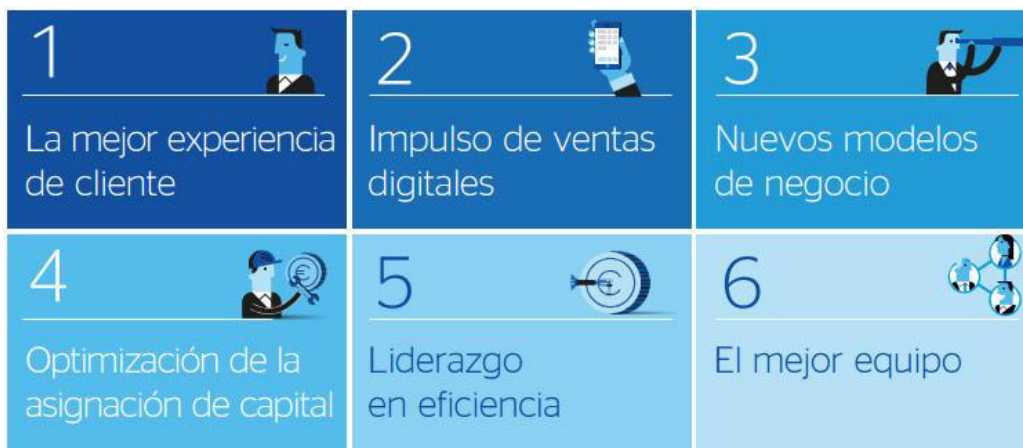 1
La mejor experiencia
de cliente
2
Impulso de ventas
digitales
3
Nuevos modelos
de negocio
4
Optimización de la
asignación de capital
5
Liderazgo
en eficiencia
6
El mejor equipo